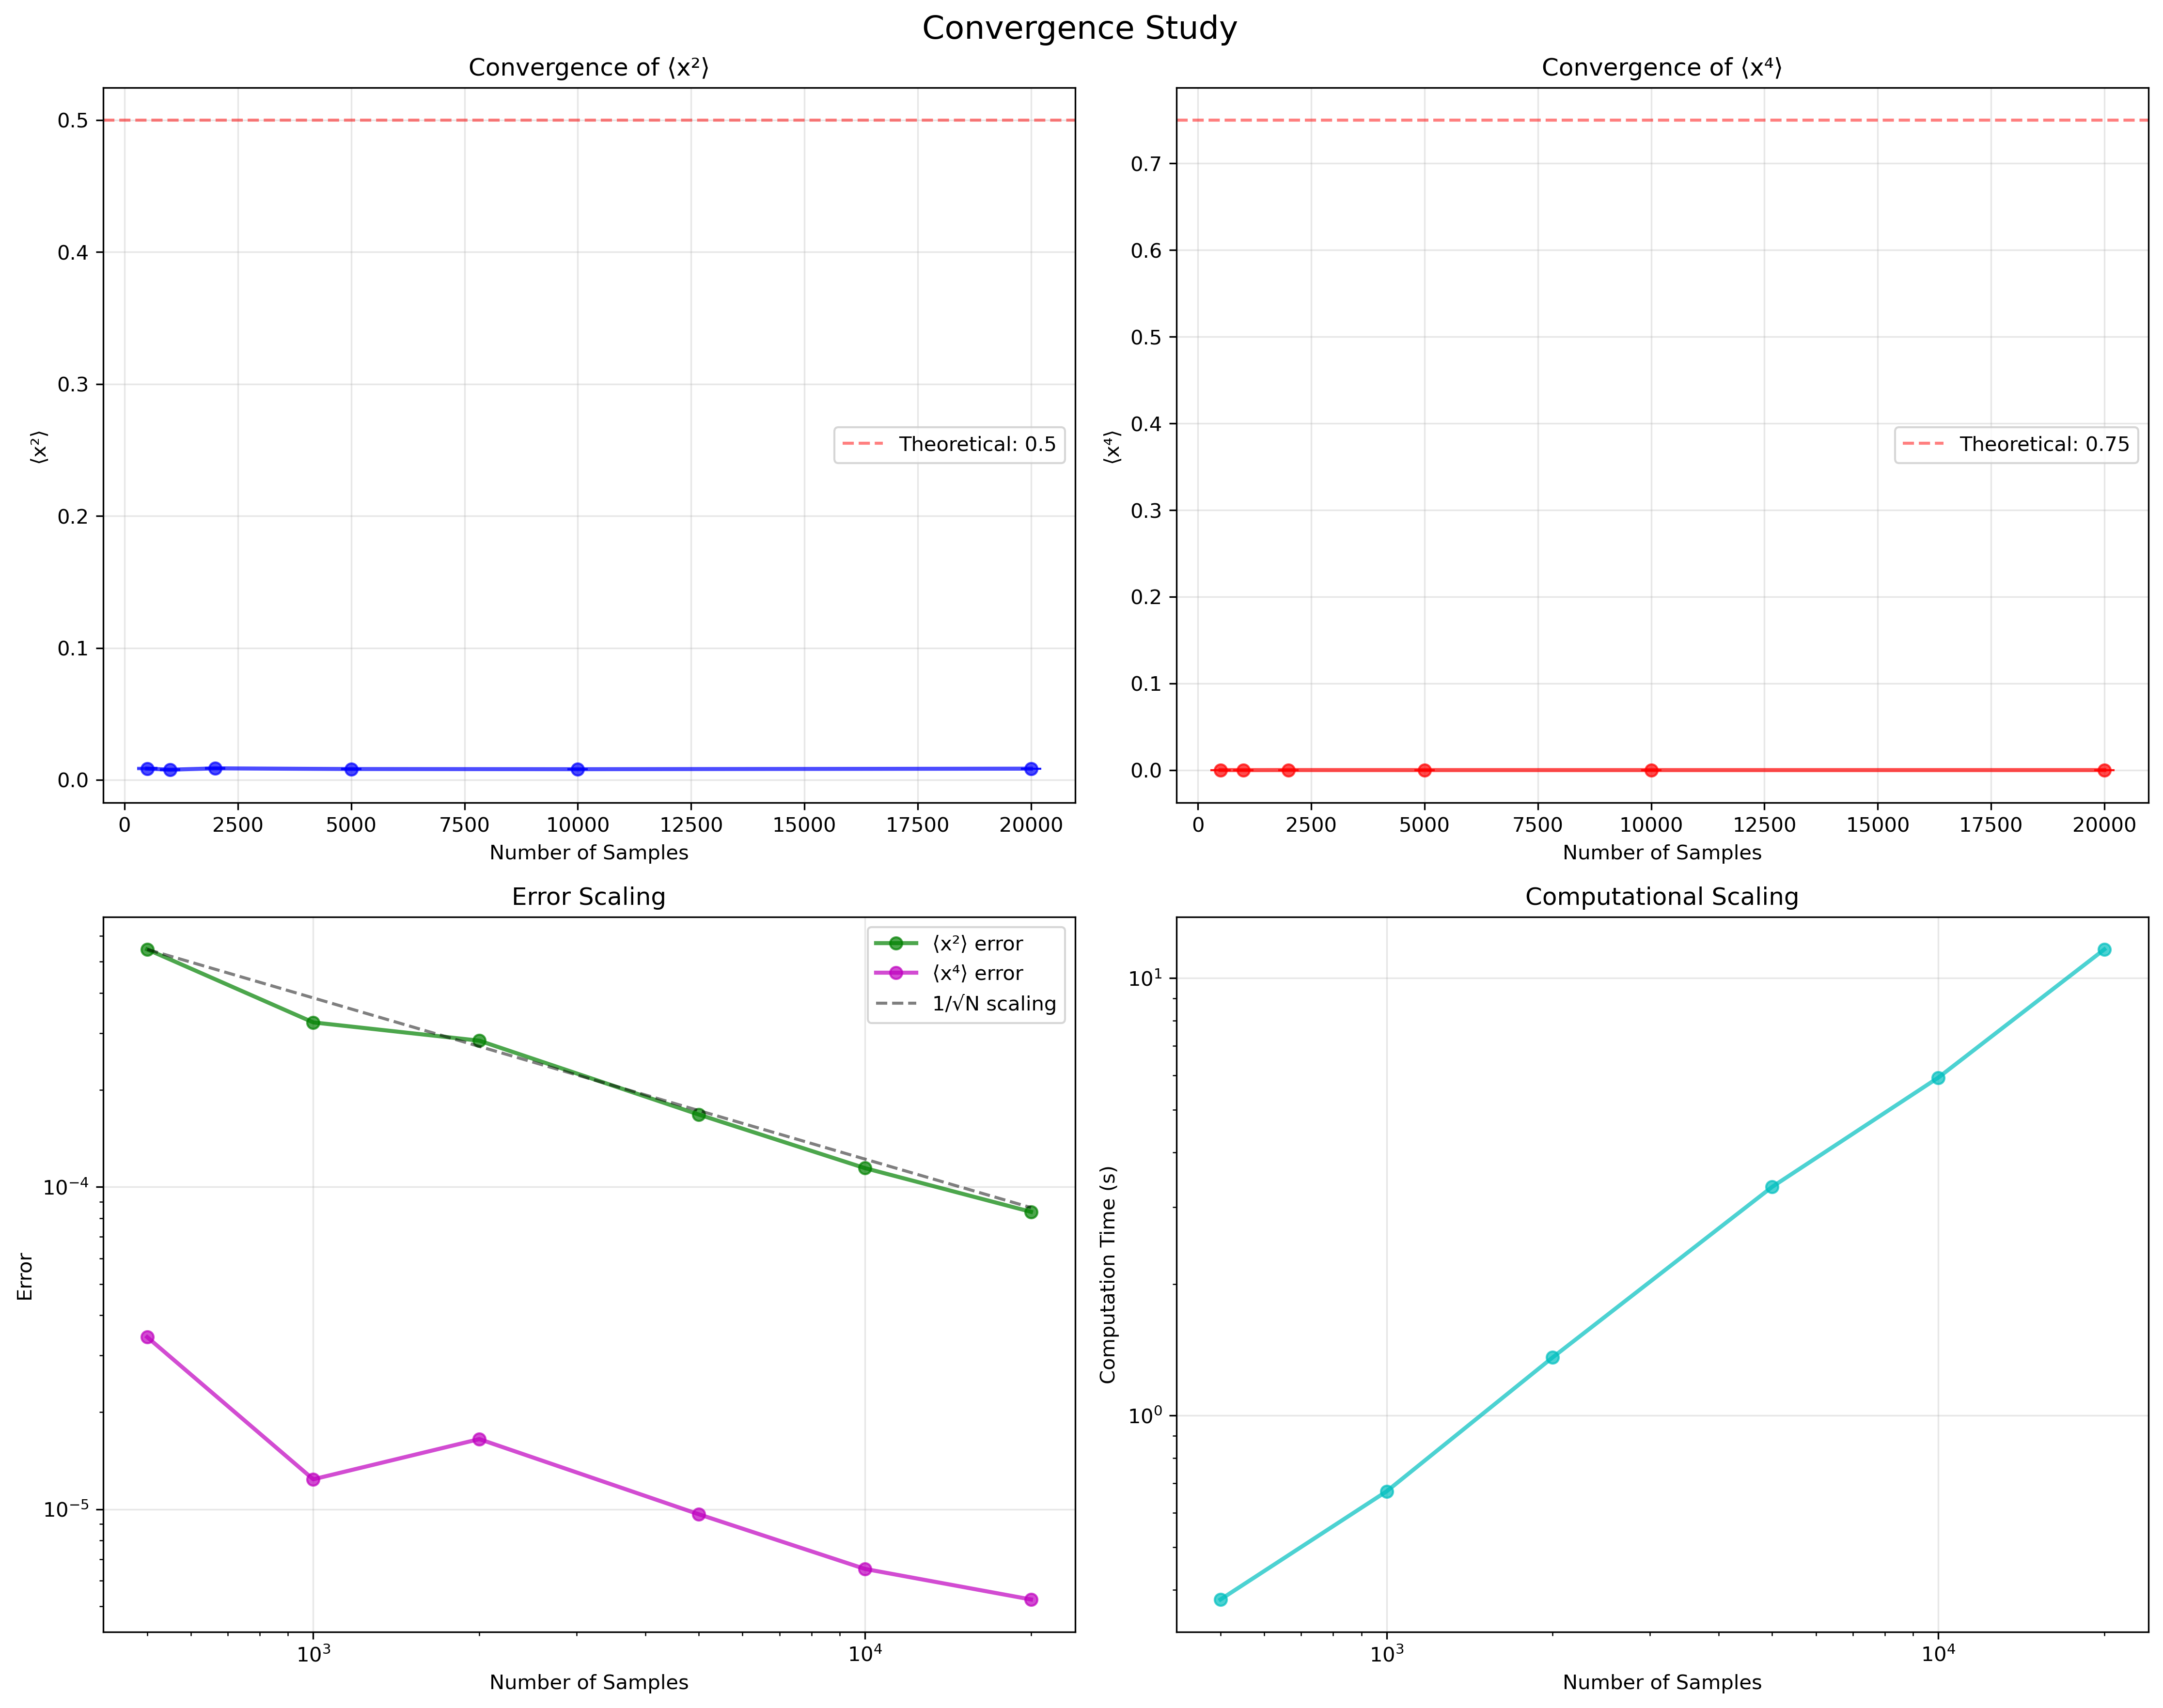 Convergence Study
Convergence of ⟨x²⟩
0.5
0.4
0.3
0.2
0.1
0.0
⟨x²⟩
Theoretical: 0.5
0 2500 5000 7500 10000 12500 15000 17500 20000
Number of Samples
Convergence of ⟨x⁴⟩
0.7
0.6
0.5
0.4
0.3
0.2
0.1
0.0
⟨x⁴⟩
Theoretical: 0.75
0 2500 5000 7500 10000 12500 15000 17500 20000
Number of Samples
Error Scaling
⟨x²⟩ error
⟨x⁴⟩ error
1/√N scaling
10⁻⁴
10⁻⁵
Error
10³ 10⁴
Number of Samples
Computational Scaling
10¹
10⁰
Computation Time (s)
10³ 10⁴
Number of Samples